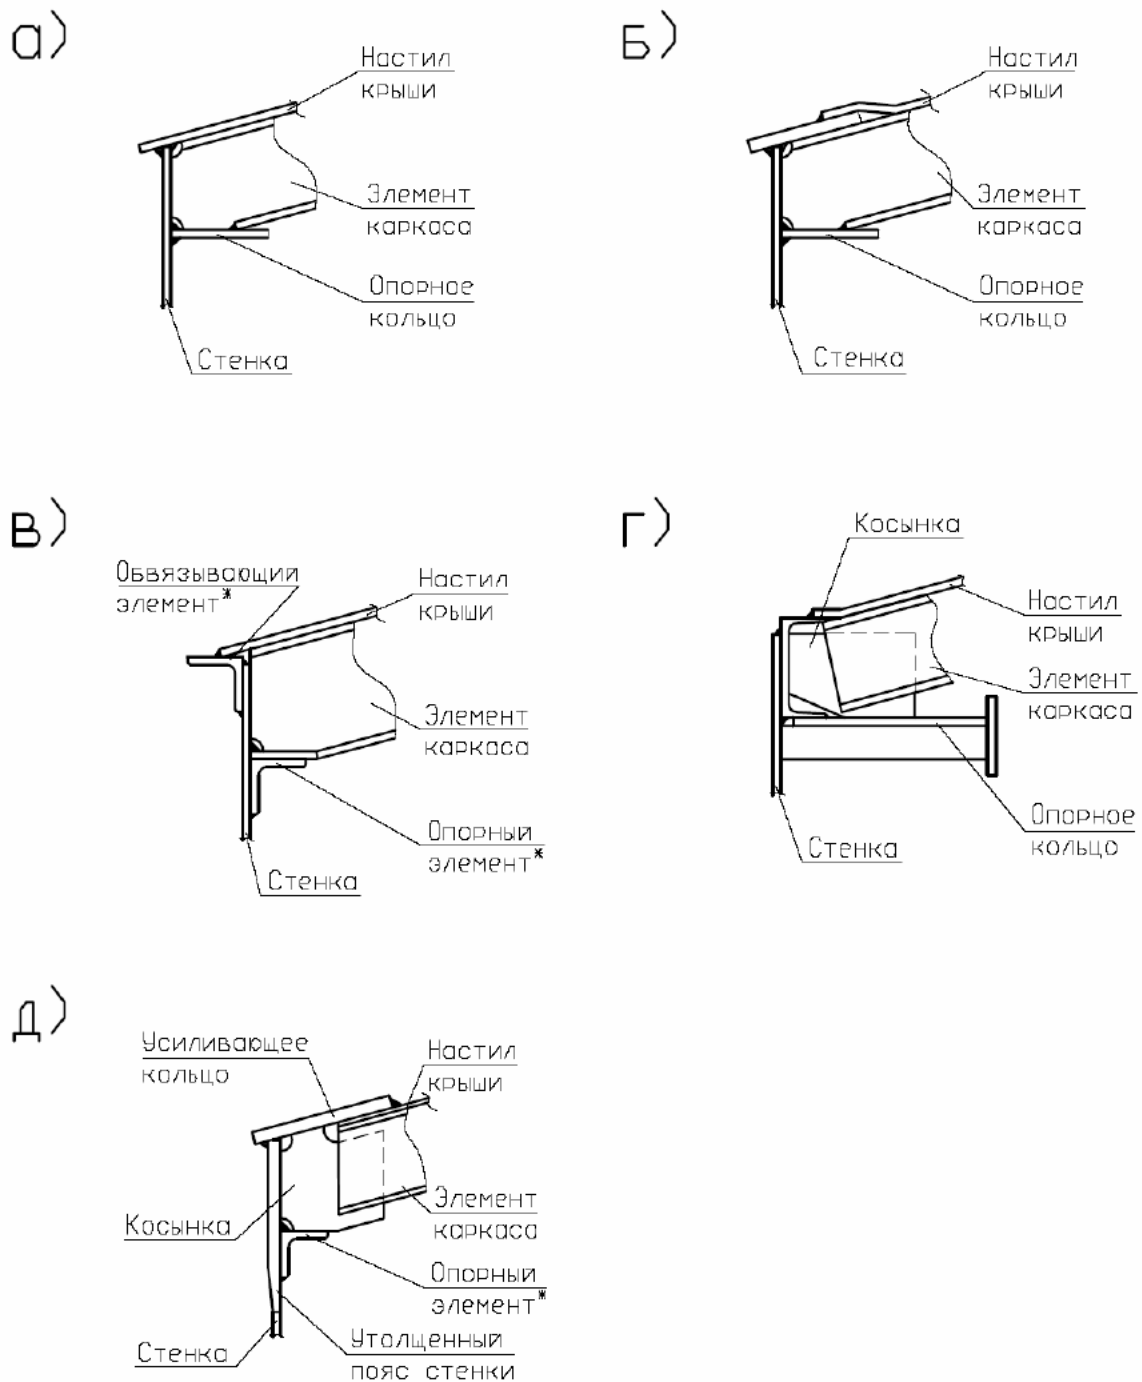 а)
Настил
крыши
Элемент
каркаса
Опорное
кольцо
Стенка
Б)
Настил
крыши
Элемент
каркаса
Опорное
кольцо
Стенка
в)
Обвязывающий
элемент*
Настил
крыши
Элемент
каркаса
Опорный
элемент*
Стенка
г)
Косынка
Настил
крыши
Элемент
каркаса
Опорное
кольцо
Стенка
д)
Усиливающее
кольцо
Настил
крыши
Косынка
Элемент
каркаса
Опорный
элемент*
Стенка
Утолщенный
пояс стенки